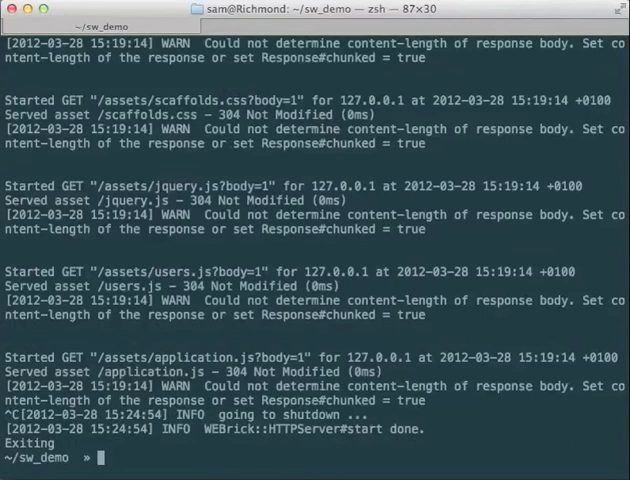 sam@Richmond: ~/sw_demo — zsh — 87×30
~/sw_demo
[2012-03-28 15:19:14] WARN  Could not determine content-length of response body. Set co
ntent-length of the response or set Response#chunked = true
Started GET "/assets/scaffolds.css?body=1" for 127.0.0.1 at 2012-03-28 15:19:14 +0100
Served asset /scaffolds.css - 304 Not Modified (0ms)
[2012-03-28 15:19:14] WARN  Could not determine content-length of response body. Set co
ntent-length of the response or set Response#chunked = true
Started GET "/assets/jquery.js?body=1" for 127.0.0.1 at 2012-03-28 15:19:14 +0100
Served asset /jquery.js - 304 Not Modified (0ms)
[2012-03-28 15:19:14] WARN  Could not determine content-length of response body. Set co
ntent-length of the response or set Response#chunked = true
Started GET "/assets/users.js?body=1" for 127.0.0.1 at 2012-03-28 15:19:14 +0100
Served asset /users.js - 304 Not Modified (0ms)
[2012-03-28 15:19:14] WARN  Could not determine content-length of response body. Set co
ntent-length of the response or set Response#chunked = true
Started GET "/assets/application.js?body=1" for 127.0.0.1 at 2012-03-28 15:19:14 +0100
Served asset /application.js - 304 Not Modified (0ms)
[2012-03-28 15:19:14] WARN  Could not determine content-length of response body. Set co
ntent-length of the response or set Response#chunked = true
^C[2012-03-28 15:24:54] INFO  going to shutdown ...
[2012-03-28 15:24:54] INFO  WEBrick::HTTPServer#start done.
Exiting
~/sw_demo  »